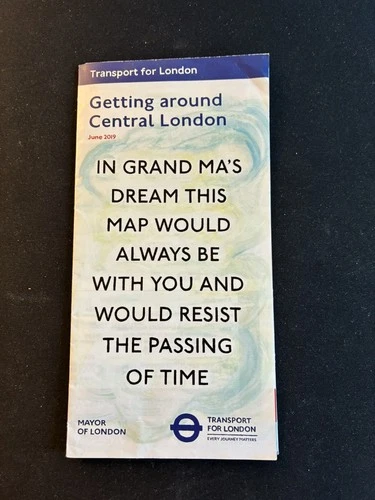 Transport for London
Getting around
Central London
June 2019
IN GRAND MA'S
DREAM THIS
MAP WOULD
ALWAYS BE
WITH YOU AND
WOULD RESIST
THE PASSING
OF TIME
MAYOR
OF LONDON
TRANSPORT
FOR LONDON
EVERY JOURNEY MATTERS